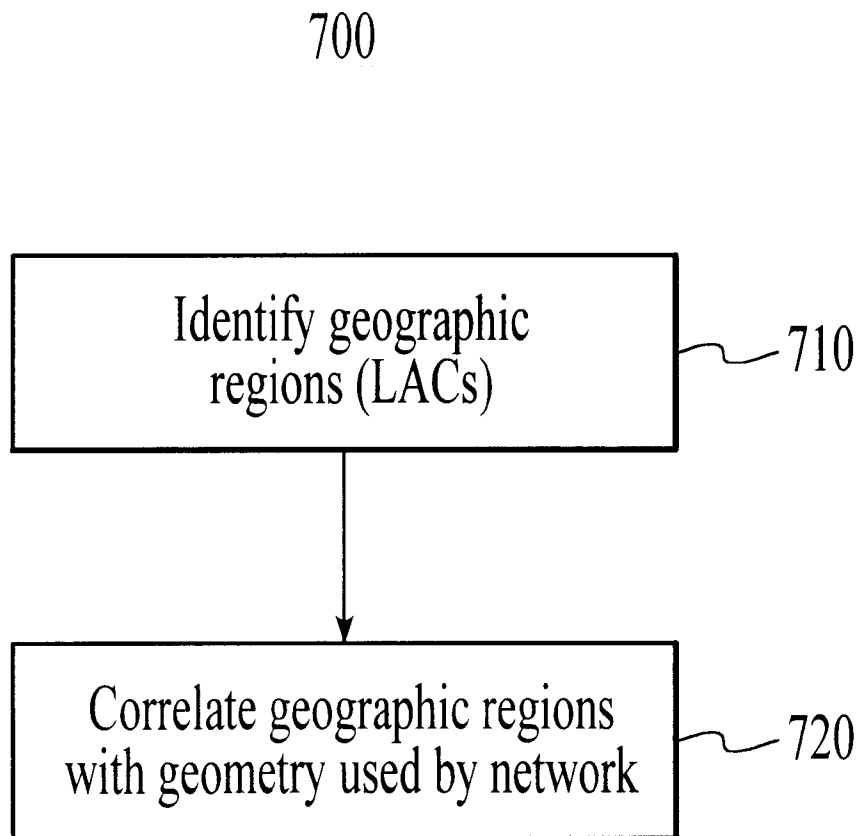 700
Identify geographic
regions (LACs)
710
Correlate geographic regions
with geometry used by network
720